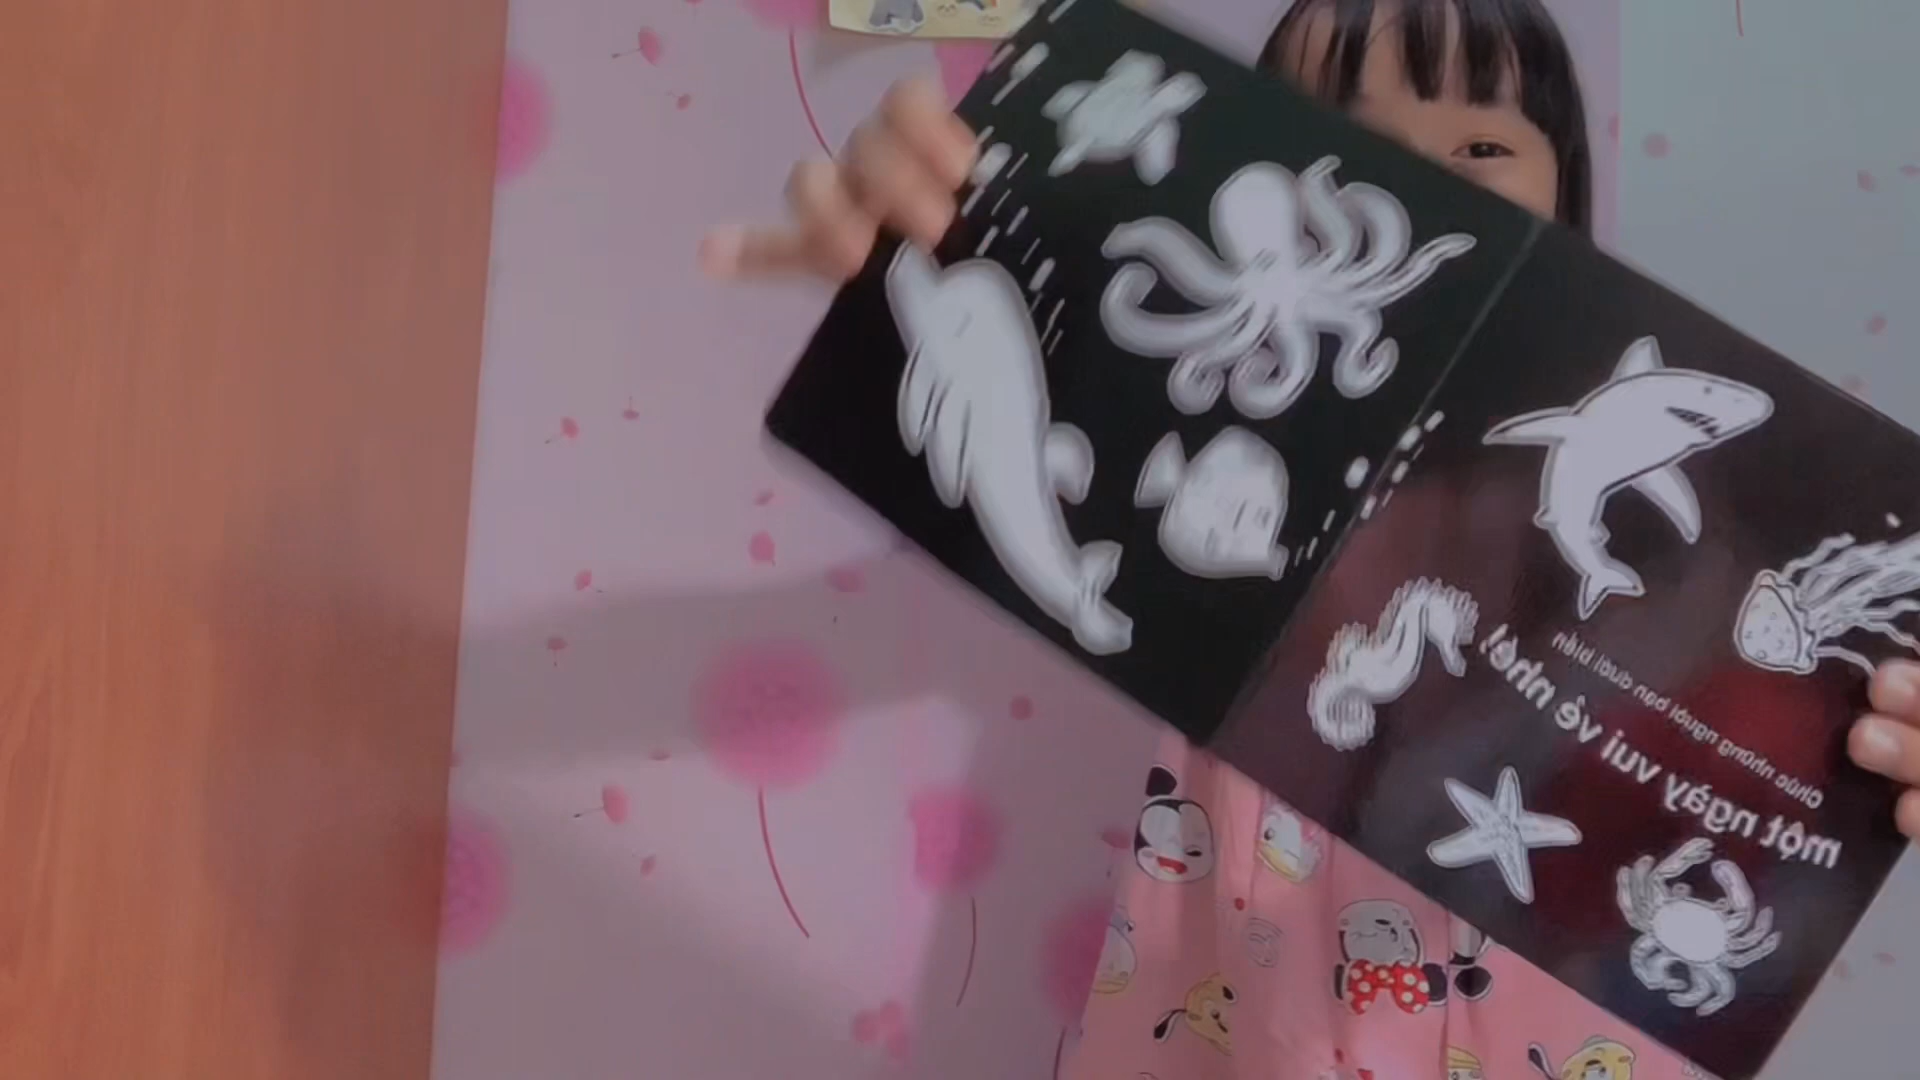 Chúc những người bạn dưới biển
một ngày vui vẻ nhé!